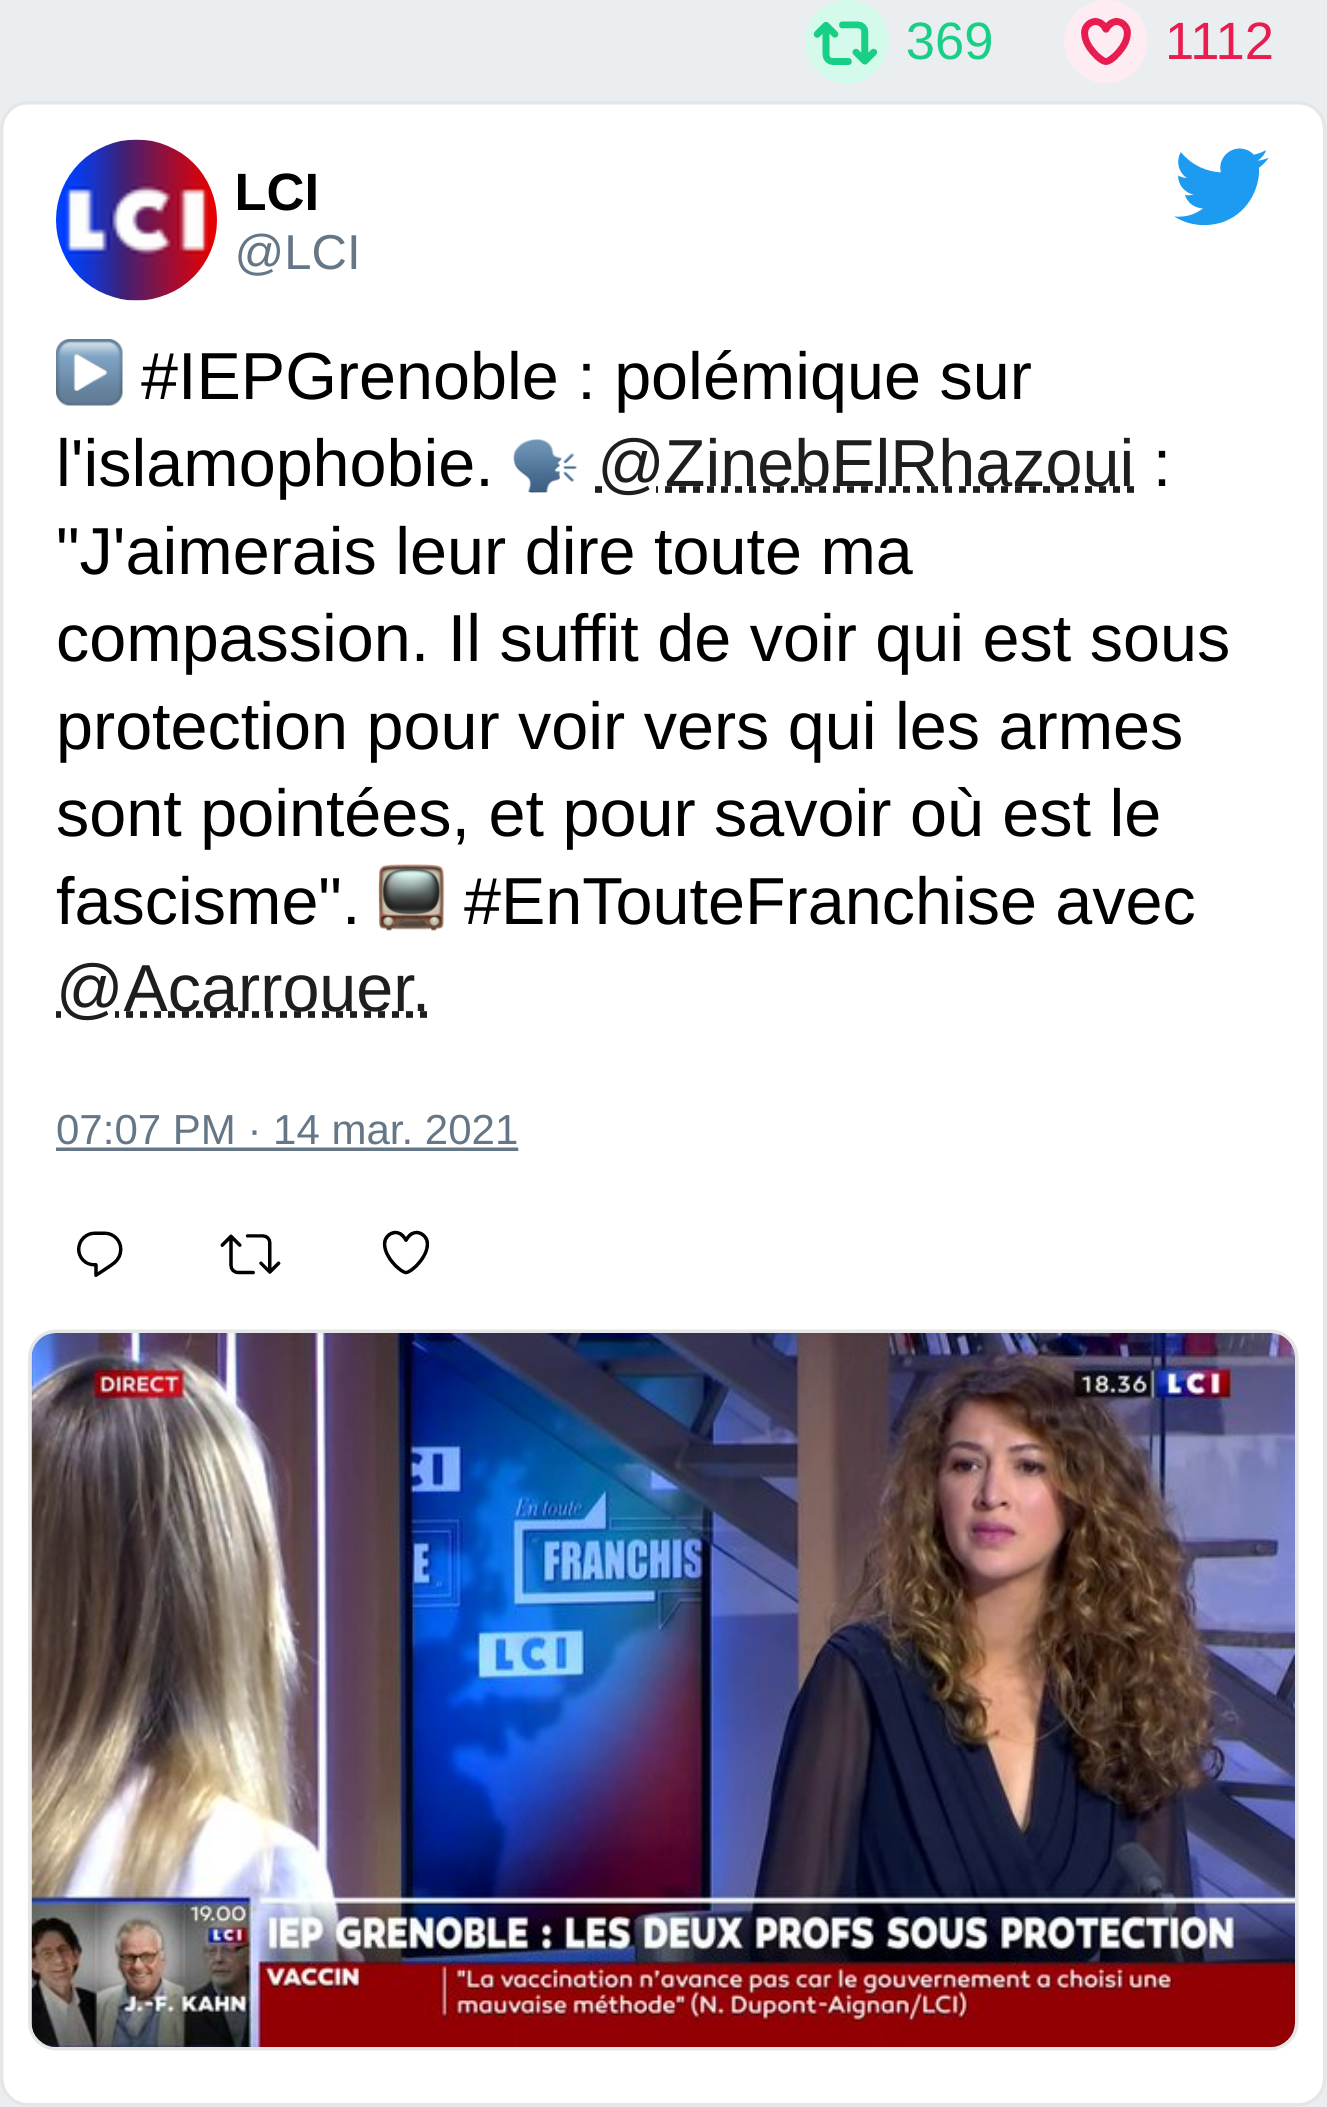 369 1112
LCI
LCI
@LCI
▶️ #IEPGrenoble : polémique sur
l'islamophobie. 🗣 @ZinebElRhazoui :
"J'aimerais leur dire toute ma
compassion. Il suffit de voir qui est sous
protection pour voir vers qui les armes
sont pointées, et pour savoir où est le
fascisme". 📺 #EnTouteFranchise avec
@Acarrouer.
07:07 PM · 14 mar. 2021
DIRECT
18.36 LCI
CI
En toute
E
FRANCHIS
LCI
19.00
LCI
J.-F. KAHN
IEP GRENOBLE : LES DEUX PROFS SOUS PROTECTION
VACCIN
"La vaccination n'avance pas car le gouvernement a choisi une
mauvaise méthode" (N. Dupont-Aignan/LCI)